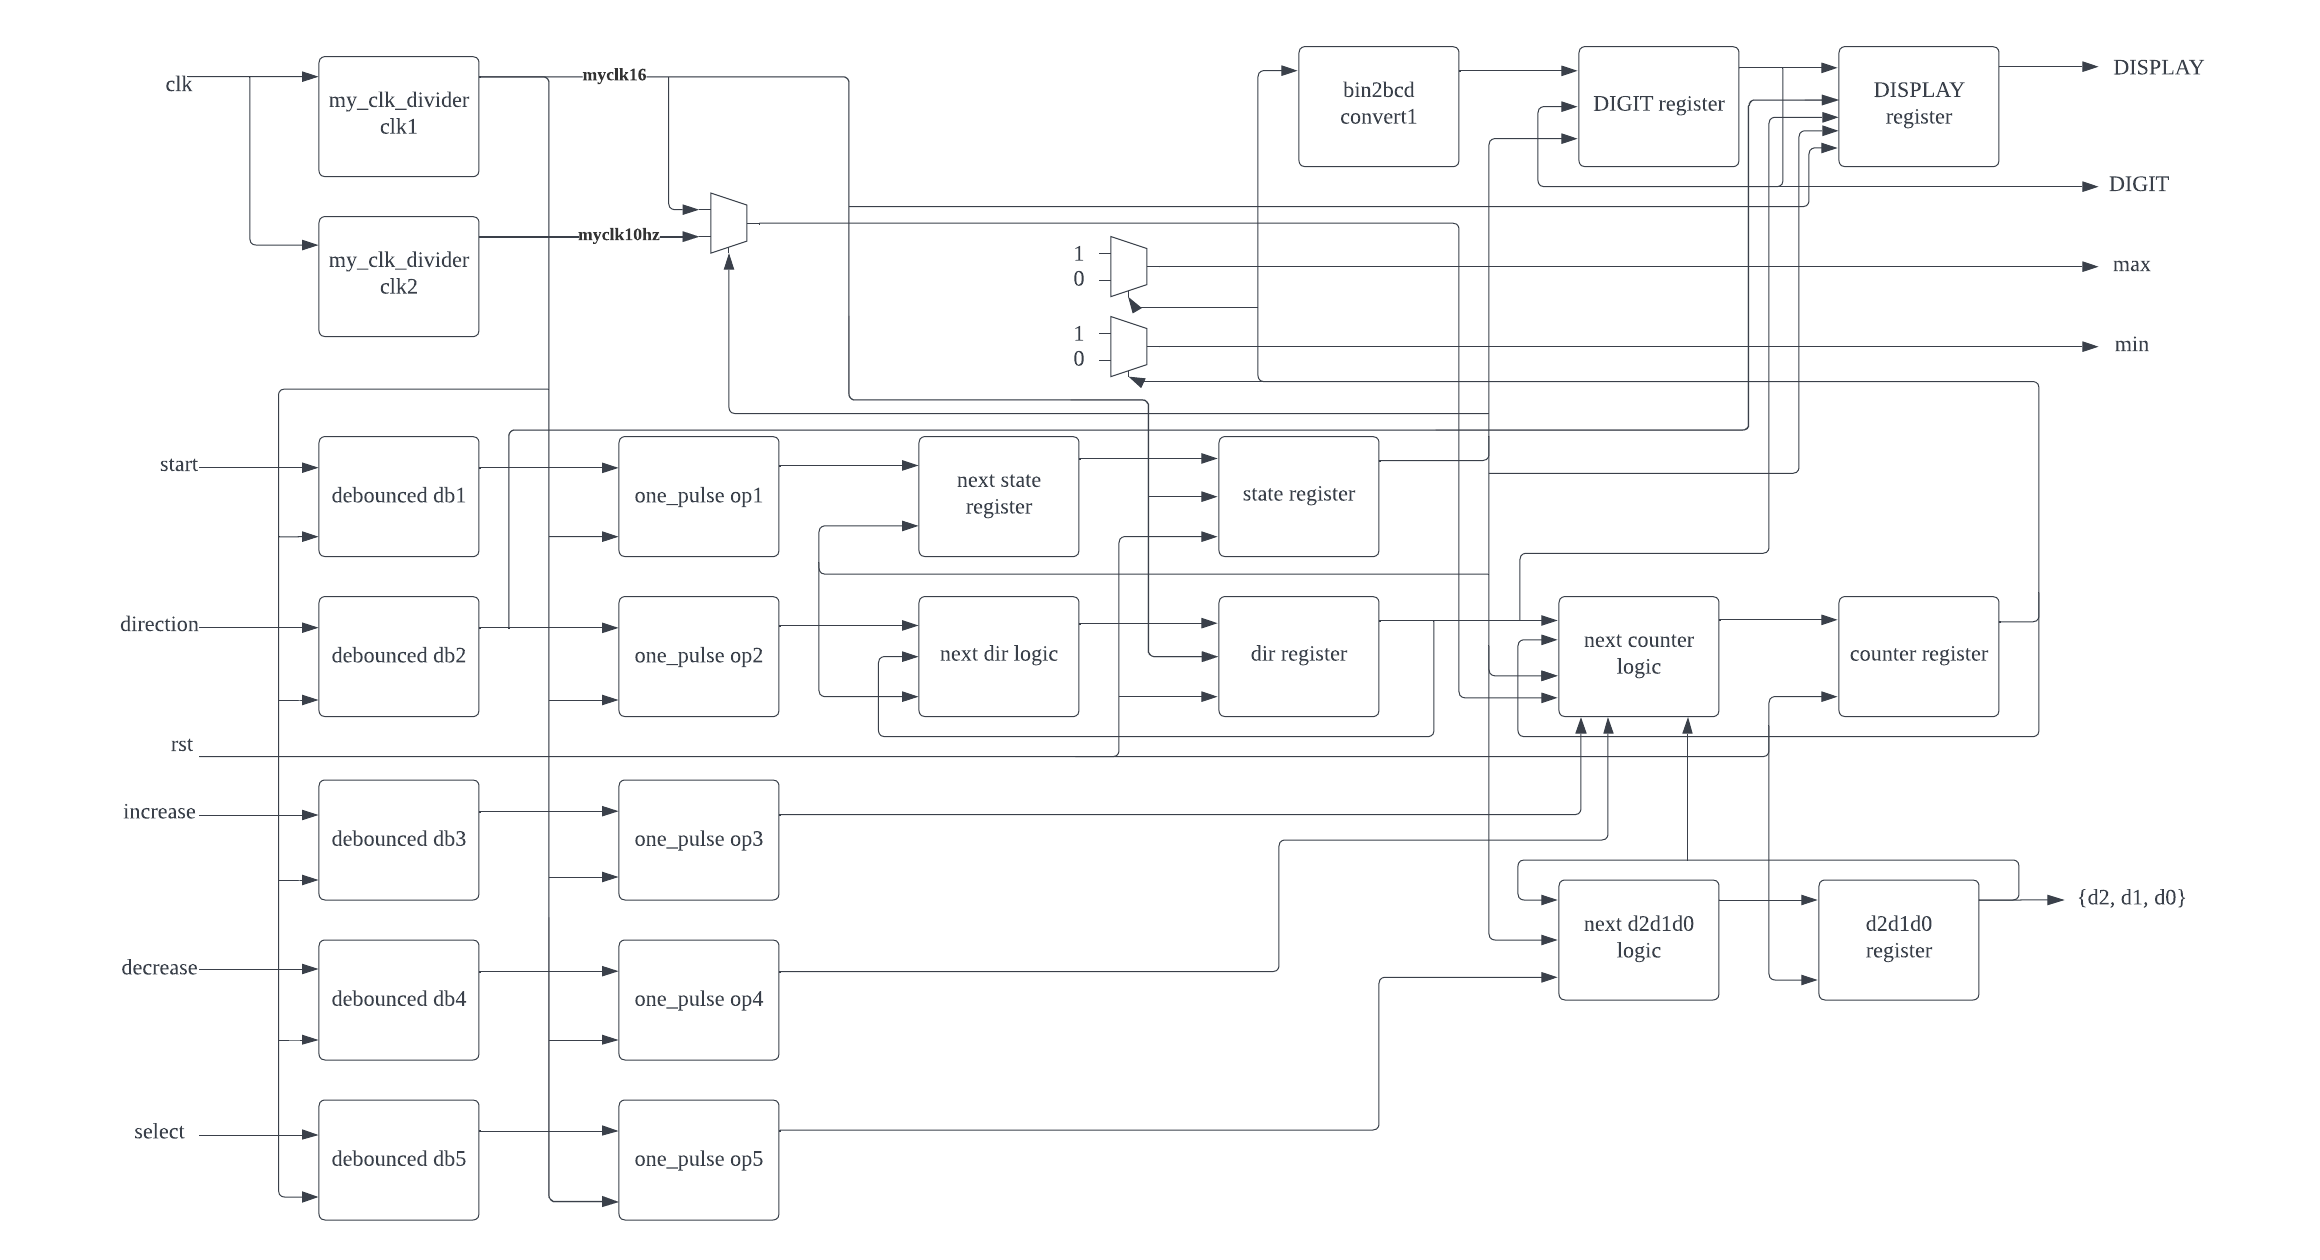 clk
my_clk_divider
clk1
myclk16
bin2bcd
convert1
DIGIT register
DISPLAY
register
DISPLAY
DIGIT
my_clk_divider
clk2
myclk10hz
1
0
max
1
0
min
start
debounced db1
one_pulse op1
next state
register
state register
direction
debounced db2
one_pulse op2
next dir logic
dir register
next counter
logic
counter register
rst
increase
debounced db3
one_pulse op3
decrease
debounced db4
one_pulse op4
next d2d1d0
logic
d2d1d0
register
{d2, d1, d0}
select
debounced db5
one_pulse op5